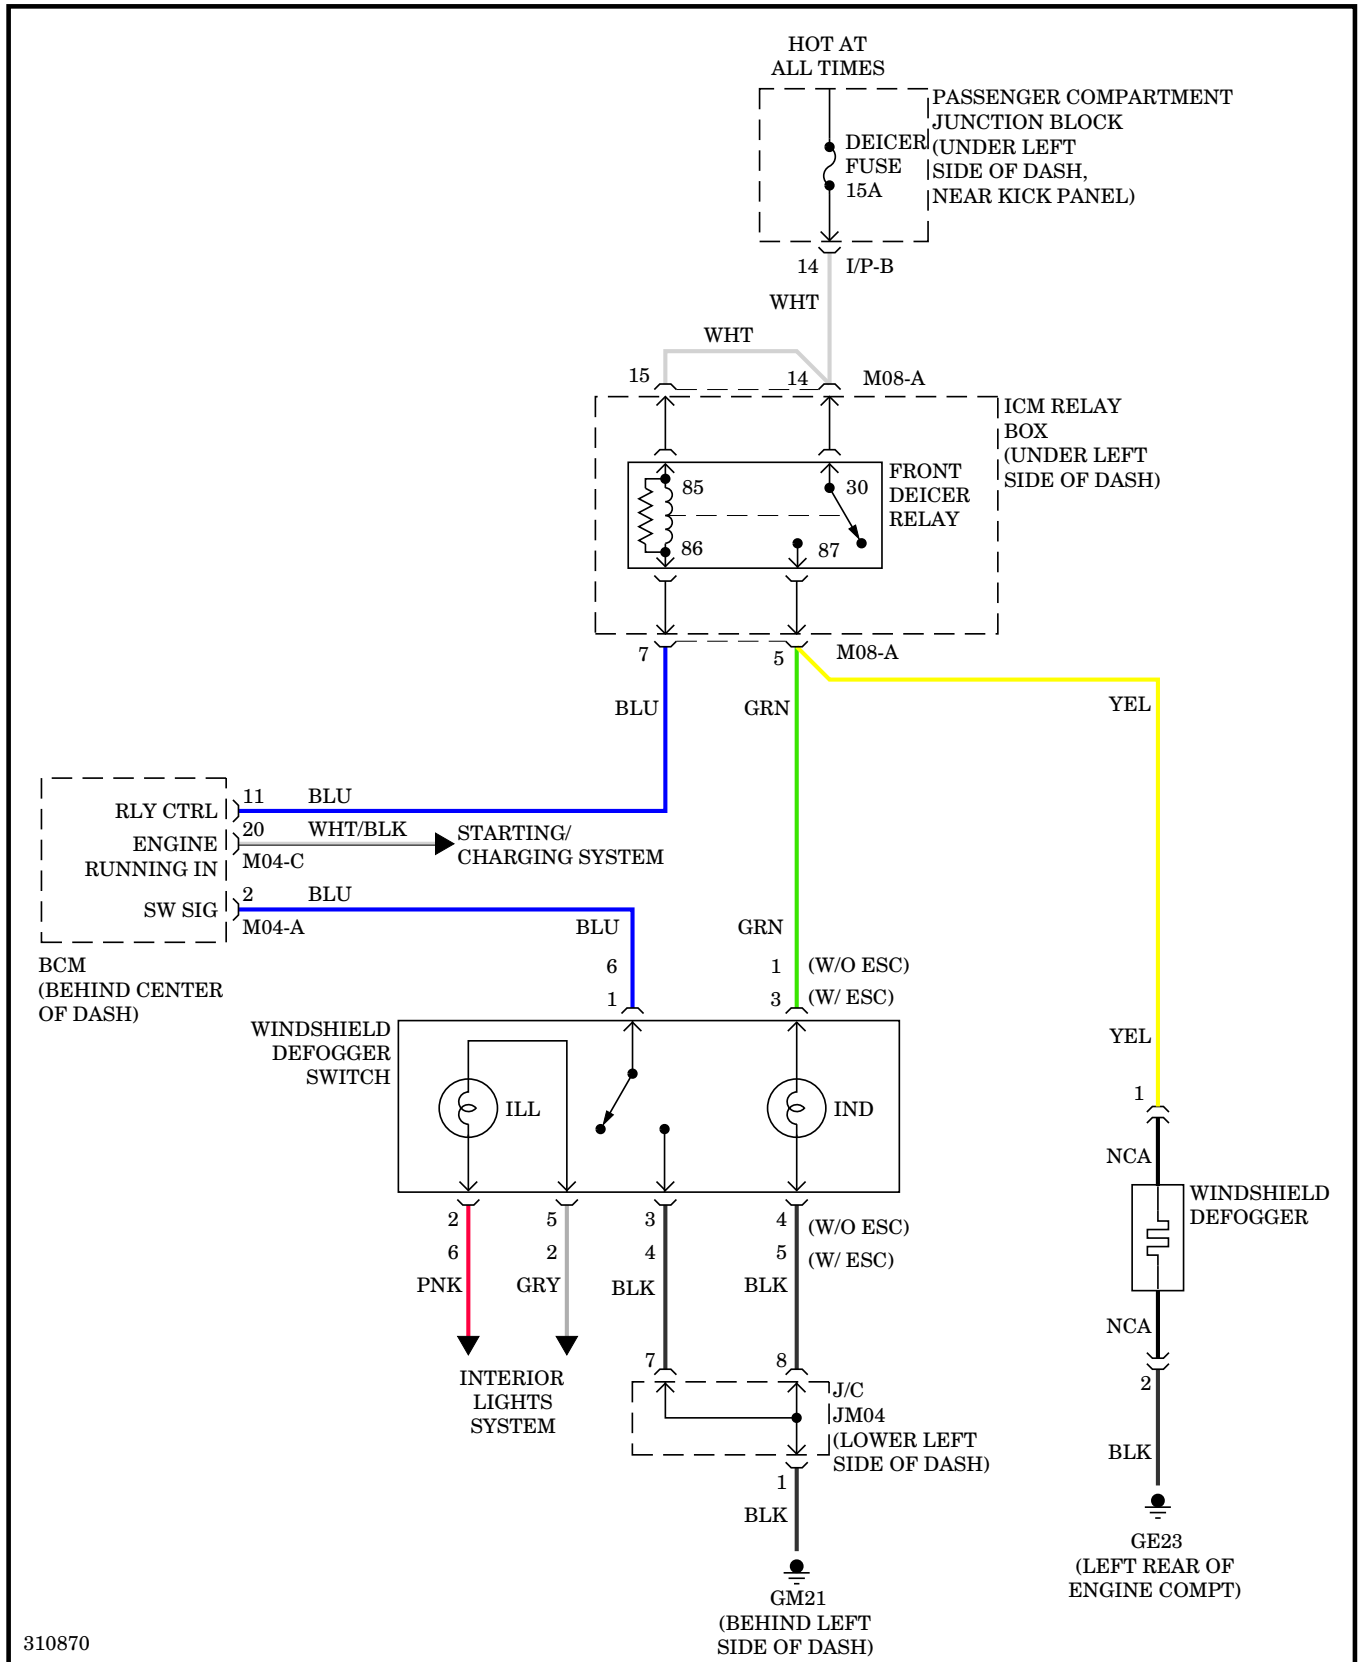 HOT AT
ALL TIMES
PASSENGER COMPARTMENT
JUNCTION BLOCK
(UNDER LEFT
SIDE OF DASH,
NEAR KICK PANEL)
DEICER
FUSE
15A
14 I/P-B
WHT
WHT
15 14 M08-A
ICM RELAY
BOX
(UNDER LEFT
SIDE OF DASH)
FRONT
DEICER
RELAY
85 30
86 87
7 5 M08-A
BLU GRN YEL
RLY CTRL 11 BLU
ENGINE
RUNNING IN
20 WHT/BLK
M04-C
STARTING/
CHARGING SYSTEM
SW SIG 2 BLU
M04-A
BCM
(BEHIND CENTER
OF DASH)
BLU GRN
6 1 (W/O ESC)
1 3 (W/ ESC)
WINDSHIELD
DEFOGGER
SWITCH
ILL IND
YEL
1
NCA
WINDSHIELD
DEFOGGER
NCA
2
BLK
GE23
(LEFT REAR OF
ENGINE COMPT)
2 5 3 4 (W/O ESC)
6 2 4 5 (W/ ESC)
PNK GRY BLK BLK
INTERIOR
LIGHTS
SYSTEM
7 8
J/C
JM04
(LOWER LEFT
SIDE OF DASH)
1
BLK
GM21
(BEHIND LEFT
SIDE OF DASH)
310870